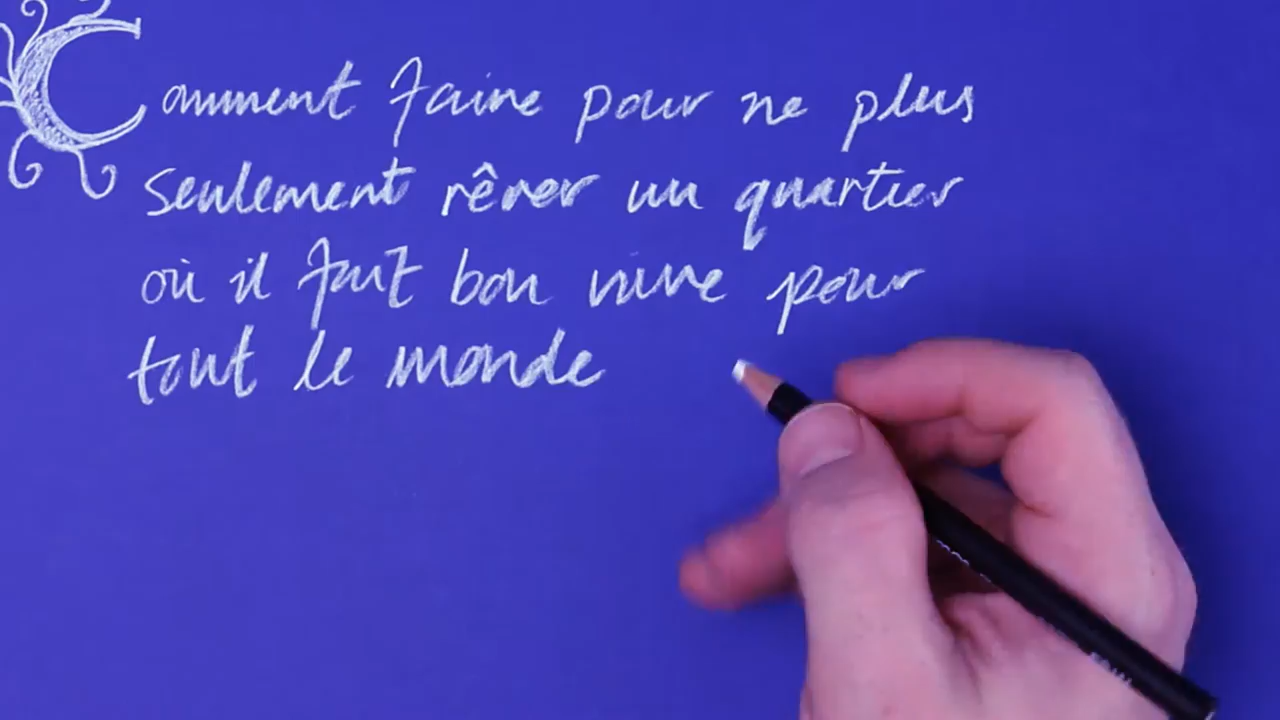 Comment faire pour ne plus
seulement rêver un quartier
où il fait bon vivre pour
tout le monde